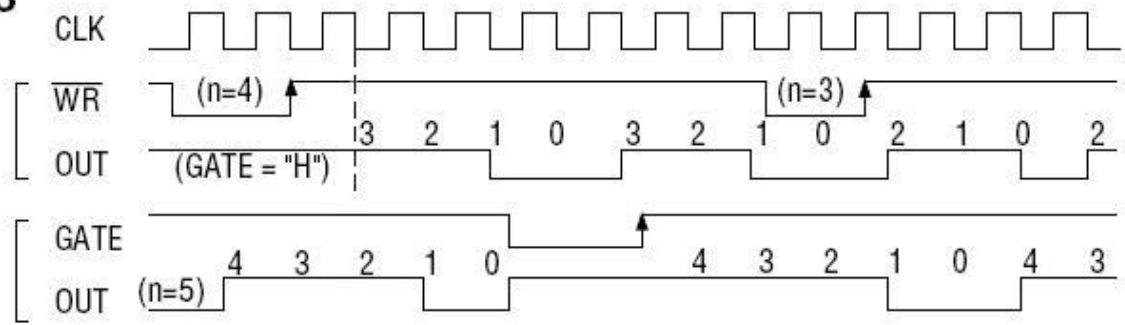 CLK
WR (n=4) (n=3)
3 2 1 0 3 2 1 0 2 1 0 2
OUT (GATE = "H")
GATE
4 3 2 1 0 4 3 2 1 0 4 3
OUT (n=5)